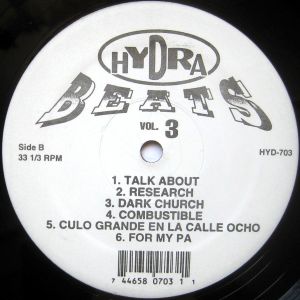 HYDRA
BEATS
VOL. 3
Side B
33 1/3 RPM
HYD-703
1. TALK ABOUT
2. RESEARCH
3. DARK CHURCH
4. COMBUSTIBLE
5. CULO GRANDE EN LA CALLE OCHO
6. FOR MY PA
7 44658 0703 1 1